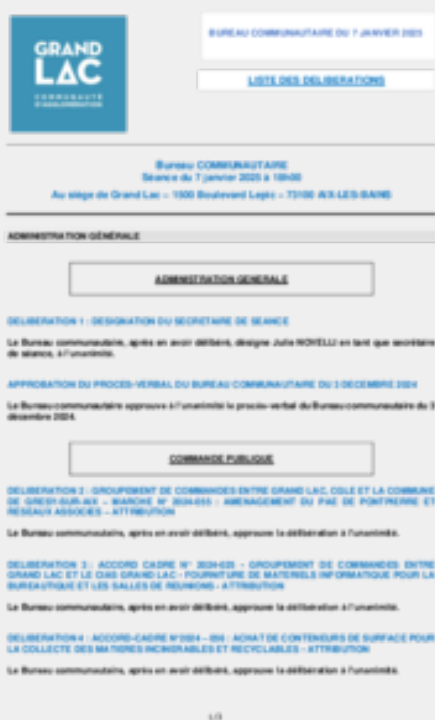 GRAND
LAC
COMMUNAUTÉ
D'AGGLOMÉRATION
BUREAU COMMUNAUTAIRE DU 7 JANVIER 2025
LISTE DES DELIBERATIONS
Bureau COMMUNAUTAIRE
Séance du 7 janvier 2025 à 18h00
Au siège de Grand Lac – 1500 Boulevard Lepic – 73100 AIX-LES-BAINS
ADMINISTRATION GÉNÉRALE
ADMINISTRATION GENERALE
DELIBERATION 1 : DESIGNATION DU SECRETAIRE DE SEANCE
Le Bureau communautaire, après en avoir délibéré, désigne Julie NOVELLI en tant que secrétaire
de séance, à l'unanimité.
APPROBATION DU PROCES-VERBAL DU BUREAU COMMUNAUTAIRE DU 3 DECEMBRE 2024
Le Bureau communautaire approuve à l'unanimité le procès-verbal du Bureau communautaire du 3
décembre 2024.
COMMANDE PUBLIQUE
DELIBERATION 2 : GROUPEMENT DE COMMANDES ENTRE GRAND LAC, CGLE ET LA COMMUNE
DE GRESY-SUR-AIX – MARCHE N° : AMENAGEMENT DU PAE DE PONTPIERRE ET
RESEAUX ASSOCIES – ATTRIBUTION
Le Bureau communautaire, après en avoir délibéré, approuve la délibération à l'unanimité.
DELIBERATION 3 : ACCORD CADRE N° - GROUPEMENT DE COMMANDES ENTRE
GRAND LAC ET LE CIAS GRAND LAC - FOURNITURE DE MATERIELS INFORMATIQUE POUR LA
BUREAUTIQUE ET LES SALLES DE REUNIONS - ATTRIBUTION
Le Bureau communautaire, après en avoir délibéré, approuve la délibération à l'unanimité.
DELIBERATION 4 : ACCORD-CADRE : ACHAT DE CONTENEURS DE SURFACE POUR
LA COLLECTE DES MATIERES INCINERABLES ET RECYCLABLES - ATTRIBUTION
Le Bureau communautaire, après en avoir délibéré, approuve la délibération à l'unanimité.